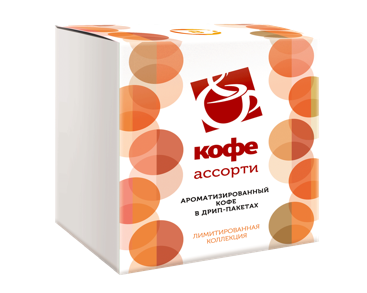 кофе
ассорти
АРОМАТИЗИРОВАННЫЙ
КОФЕ
В ДРИП-ПАКЕТАХ
ЛИМИТИРОВАННАЯ
КОЛЛЕКЦИЯ